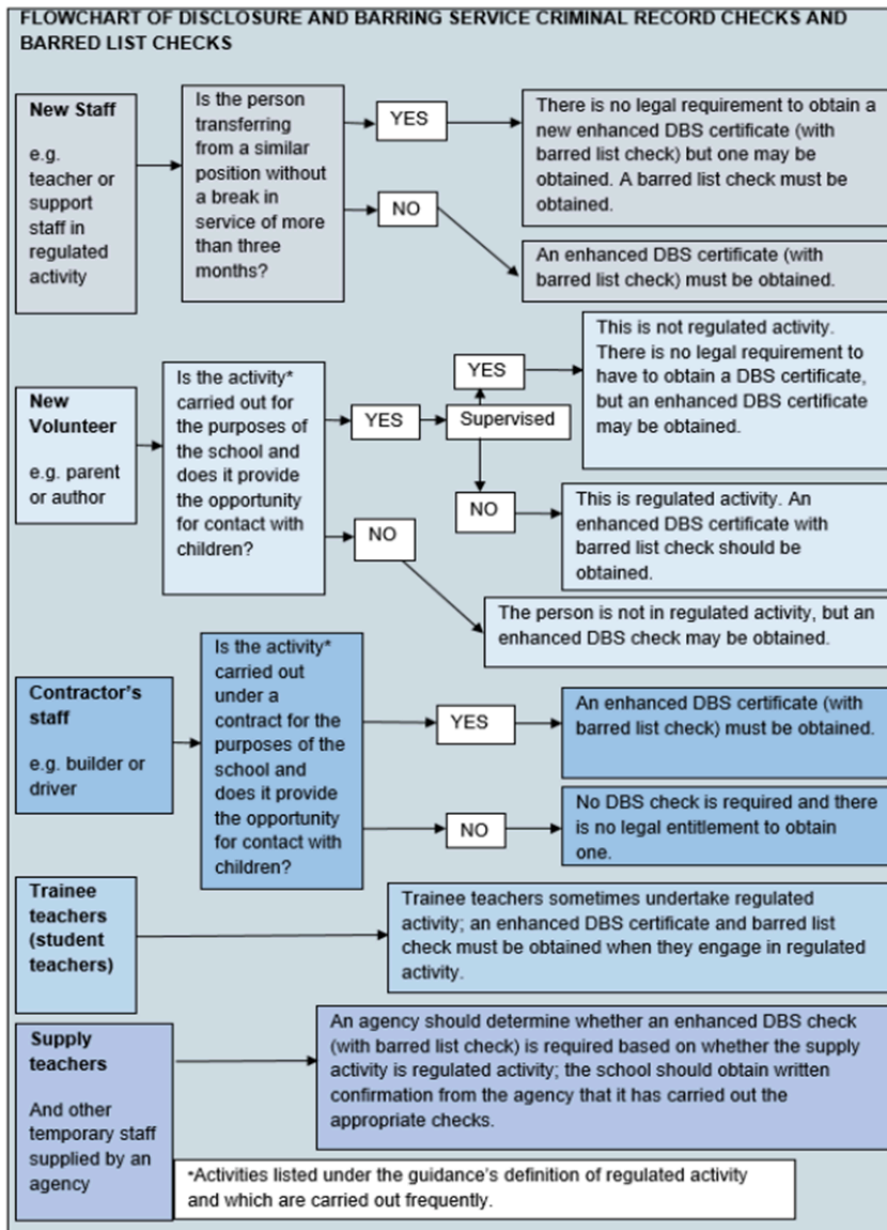 FLOWCHART OF DISCLOSURE AND BARRING SERVICE CRIMINAL RECORD CHECKS AND
BARRED LIST CHECKS
New Staff
e.g.
teacher or
support
staff in
regulated
activity
Is the person
transferring
from a similar
position without
a break in
service of more
than three
months?
YES
There is no legal requirement to obtain a
new enhanced DBS certificate (with
barred list check) but one may be
obtained. A barred list check must be
obtained.
NO
An enhanced DBS certificate (with
barred list check) must be obtained.
New
Volunteer
e.g. parent
or author
Is the activity*
carried out for
the purposes of
the school and
does it provide
the opportunity
for contact with
children?
YES
Supervised
YES
This is not regulated activity.
There is no legal requirement to
have to obtain a DBS certificate,
but an enhanced DBS certificate
may be obtained.
NO
This is regulated activity. An
enhanced DBS certificate with
barred list check should be
obtained.
NO
The person is not in regulated activity, but an
enhanced DBS check may be obtained.
Contractor's
staff
e.g. builder or
driver
Is the activity*
carried out
under a
contract for the
purposes of the
school and
does it provide
the opportunity
for contact with
children?
YES
An enhanced DBS certificate (with
barred list check) must be obtained.
NO
No DBS check is required and there
is no legal entitlement to obtain
one.
Trainee
teachers
(student
teachers)
Trainee teachers sometimes undertake regulated
activity; an enhanced DBS certificate and barred list
check must be obtained when they engage in regulated
activity.
Supply
teachers
And other
temporary staff
supplied by an
agency
An agency should determine whether an enhanced DBS check
(with barred list check) is required based on whether the supply
activity is regulated activity; the school should obtain written
confirmation from the agency that it has carried out the
appropriate checks.
*Activities listed under the guidance's definition of regulated activity
and which are carried out frequently.